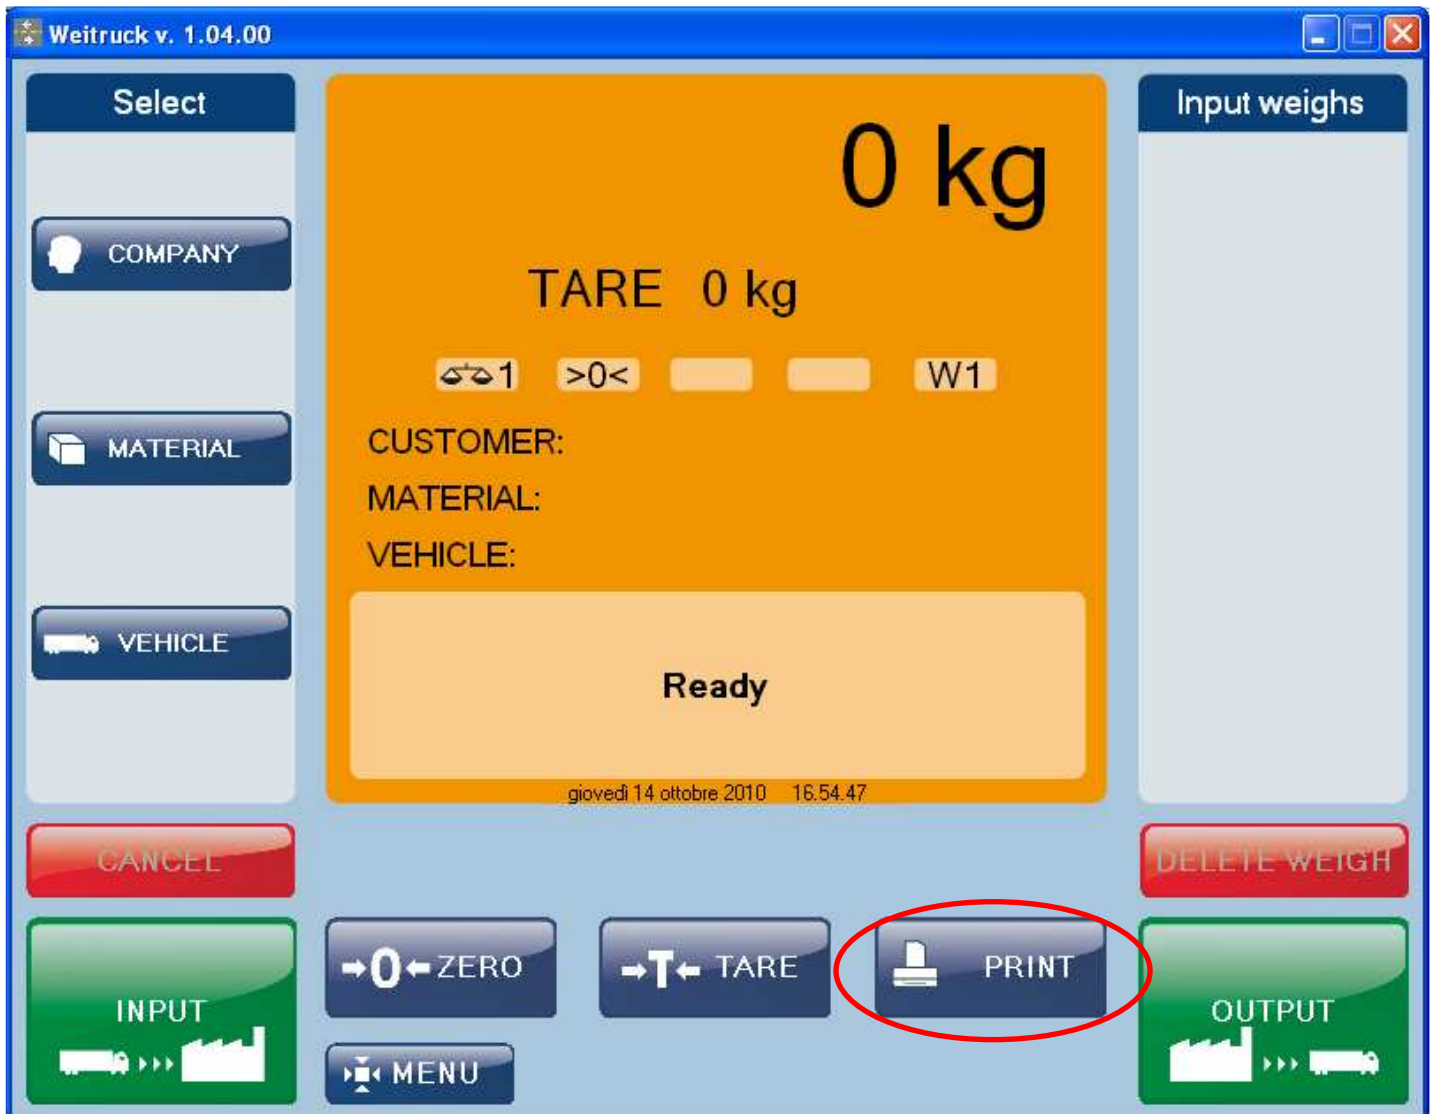 Weitruck v. 1.04.00
Select
COMPANY
MATERIAL
VEHICLE
0 kg
TARE 0 kg
1 >0< W1
CUSTOMER:
MATERIAL:
VEHICLE:
Ready
giovedì 14 ottobre 2010 16.54.47
Input weighs
CANCEL
DELETE WEIGH
INPUT
→0← ZERO
→T← TARE
PRINT
MENU
OUTPUT